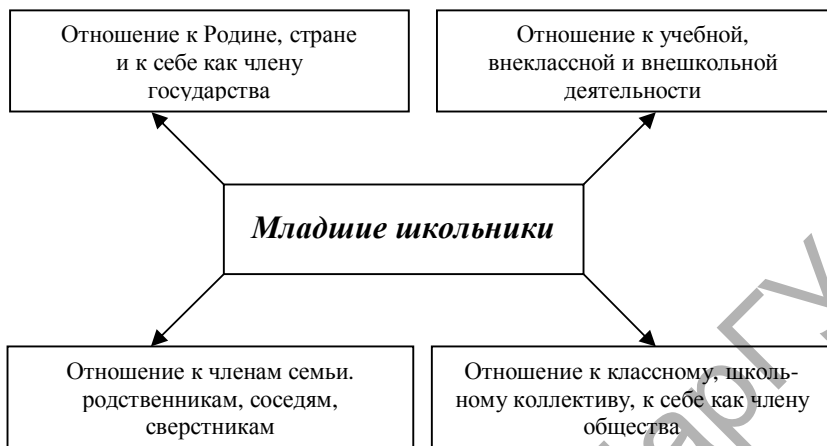 Отношение к Родине, стране
и к себе как члену
государства
Отношение к учебной,
внеклассной и внешкольной
деятельности
Младшие школьники
Отношение к членам семьи.
родственникам, соседям,
сверстникам
Отношение к классному, школь-
ному коллективу, к себе как члену
общества